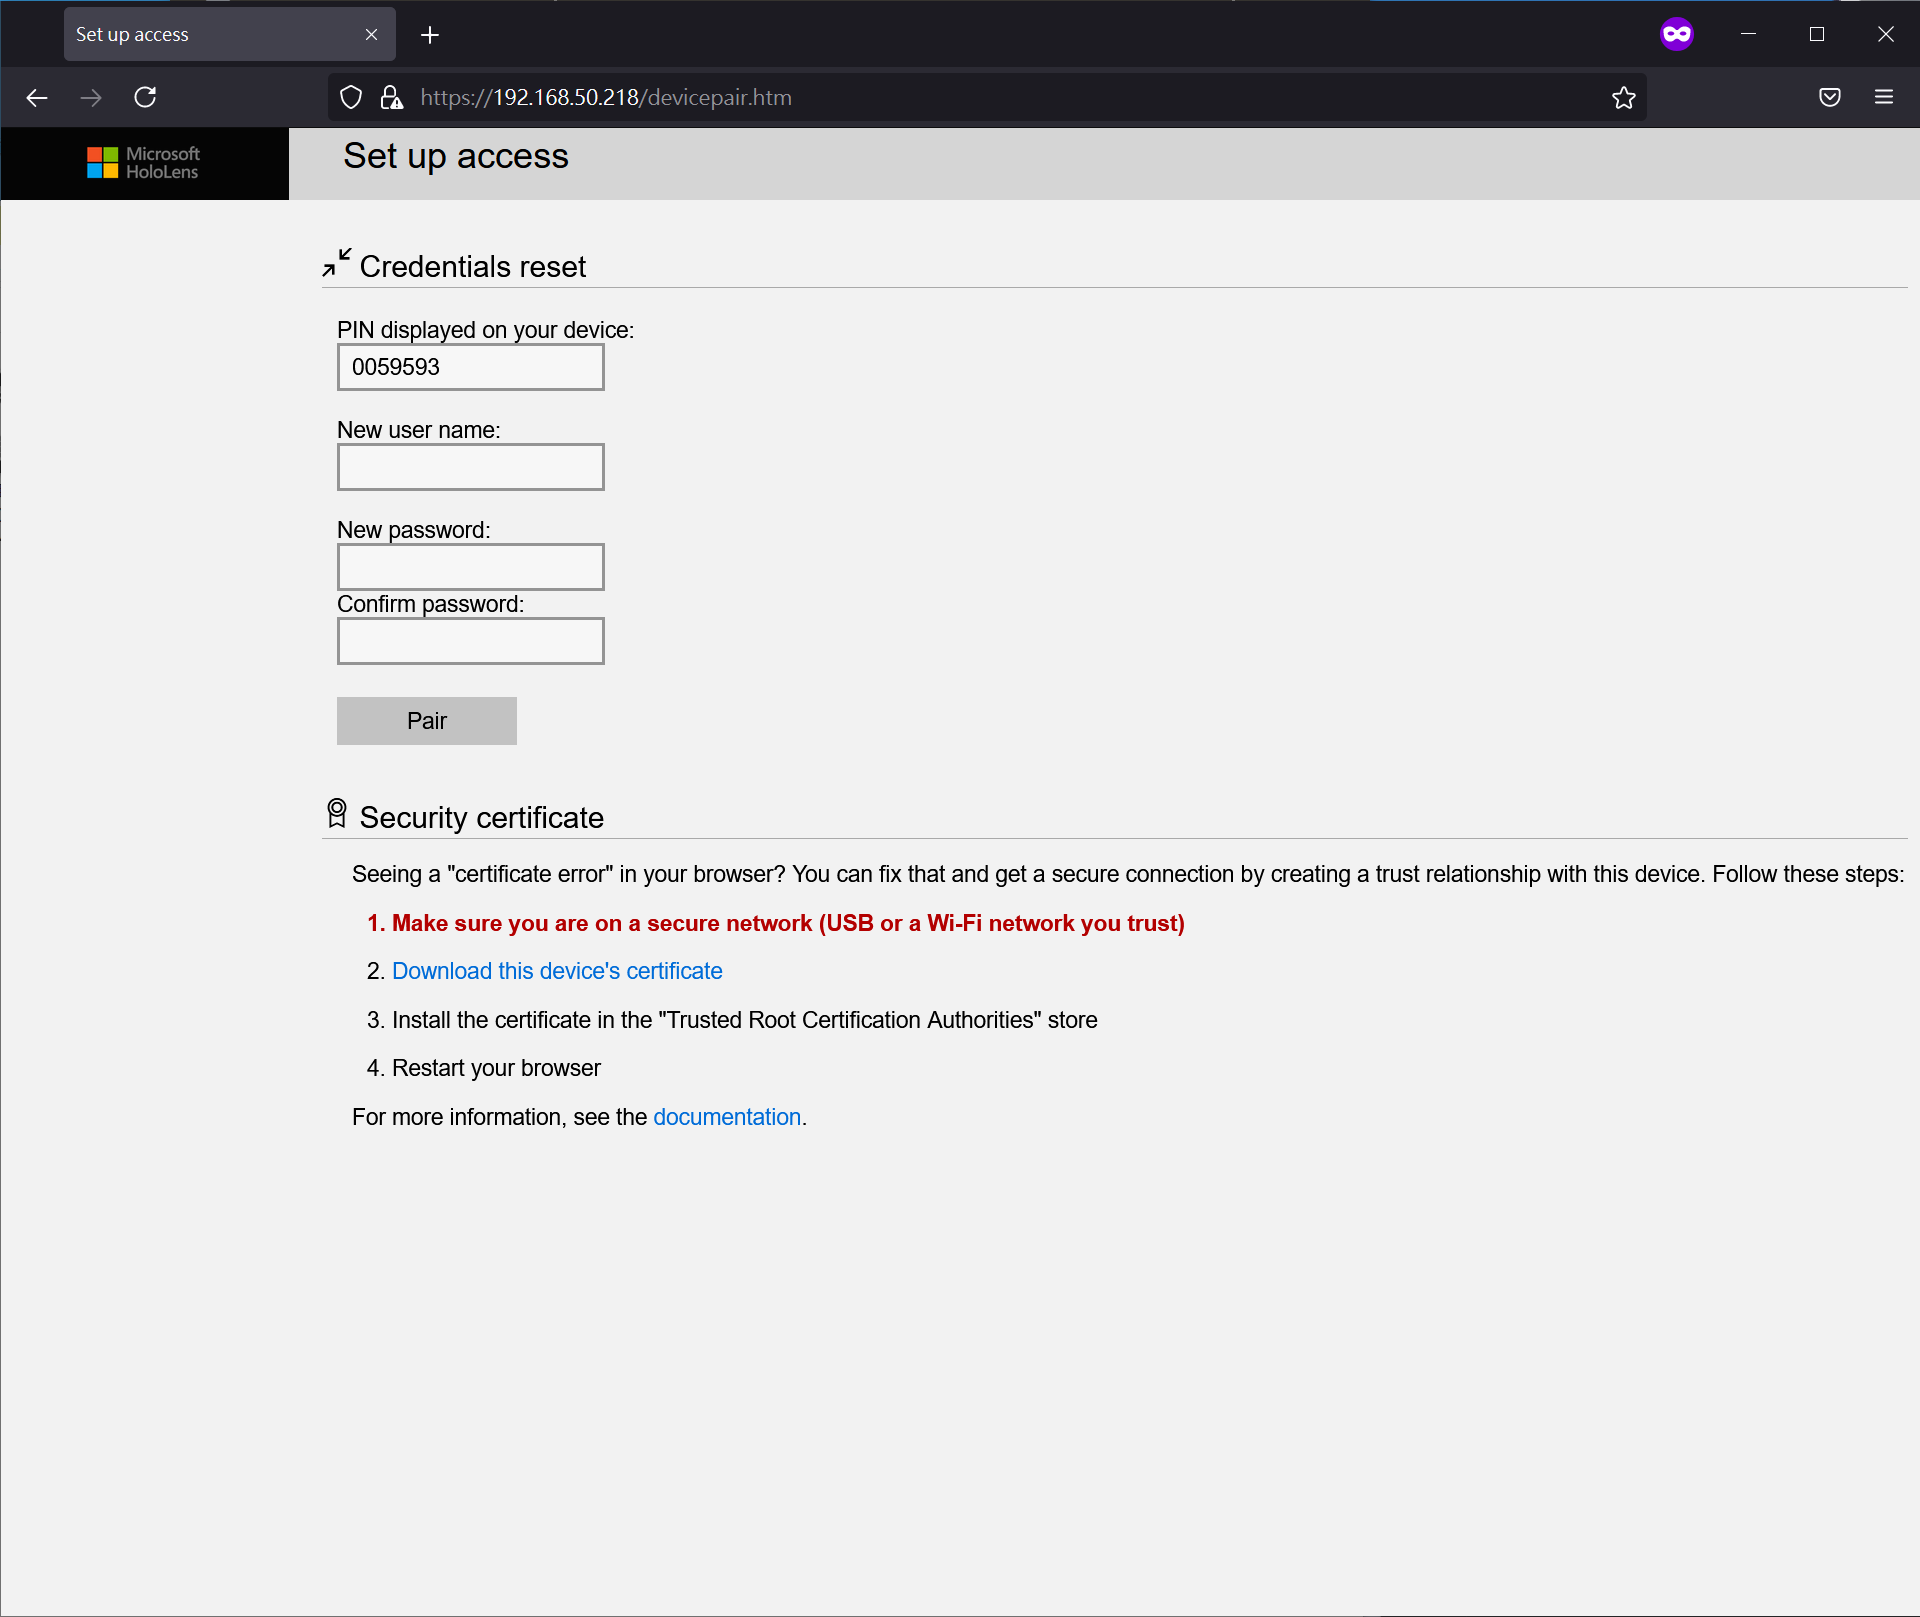 Set up access
https://192.168.50.218/devicepair.htm
Microsoft
HoloLens
Set up access
Credentials reset
PIN displayed on your device:
0059593
New user name:
New password:
Confirm password:
Pair
Security certificate
Seeing a "certificate error" in your browser? You can fix that and get a secure connection by creating a trust relationship with this device. Follow these steps:
1. Make sure you are on a secure network (USB or a Wi-Fi network you trust)
2. Download this device's certificate
3. Install the certificate in the "Trusted Root Certification Authorities" store
4. Restart your browser
For more information, see the documentation.